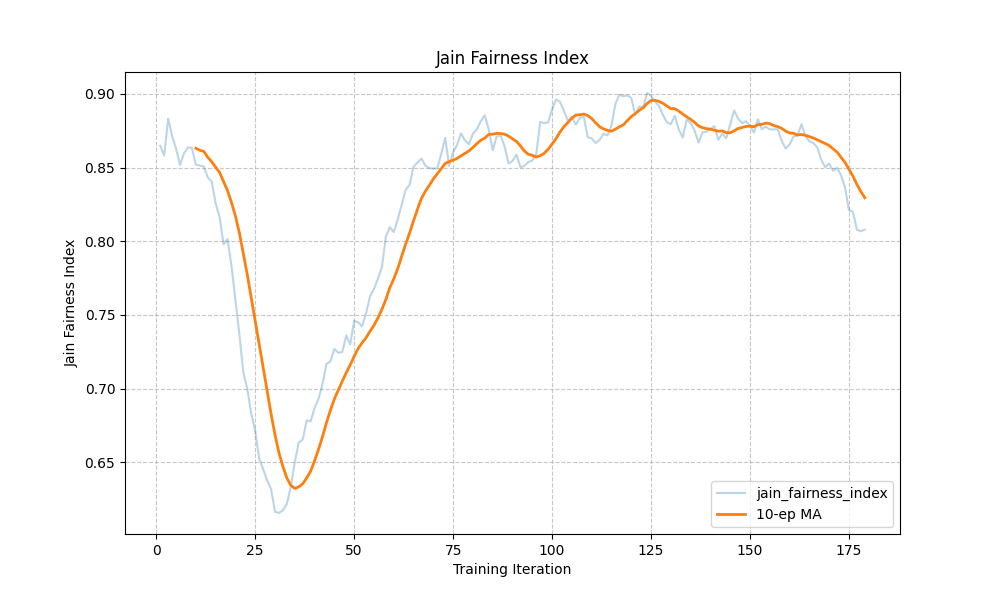 Jain Fairness Index
Jain Fairness Index
0.90
0.85
0.80
0.75
0.70
0.65
0
25
50
75
100
125
150
175
Training Iteration
jain_fairness_index
10-ep MA